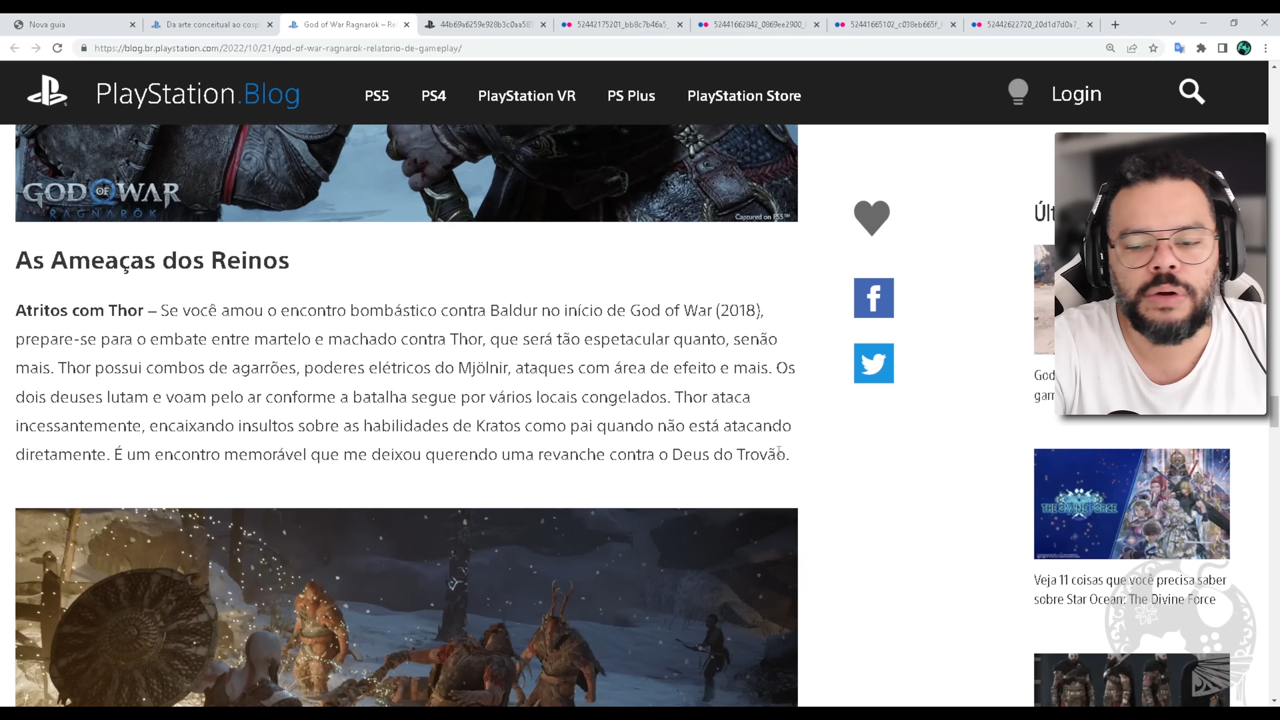 Nova guia
Da arte conceitual ao cosp
God of War Ragnarök – Rel
44b69a6259e928b3c0aa585
52442175201_bb8c7b46a5_
52441662842_0869ee2900_
52441665102_c038eb665f_
52442622720_20d1d7d0a7_
https://blog.br.playstation.com/2022/10/21/god-of-war-ragnarok-relatorio-de-gameplay/
PlayStation.Blog
PS5
PS4
PlayStation VR
PS Plus
PlayStation Store
Login
GOD OF WAR
RAGNARÖK
Captured on PS5™
As Ameaças dos Reinos
Atritos com Thor – Se você amou o encontro bombástico contra Baldur no início de God of War (2018),
prepare-se para o embate entre martelo e machado contra Thor, que será tão espetacular quanto, senão
mais. Thor possui combos de agarrões, poderes elétricos do Mjölnir, ataques com área de efeito e mais. Os
dois deuses lutam e voam pelo ar conforme a batalha segue por vários locais congelados. Thor ataca
incessantemente, encaixando insultos sobre as habilidades de Kratos como pai quando não está atacando
diretamente. É um encontro memorável que me deixou querendo uma revanche contra o Deus do Trovão.
Últ
God
gam
THE DIVINE FORCE
Veja 11 coisas que você precisa saber
sobre Star Ocean: The Divine Force